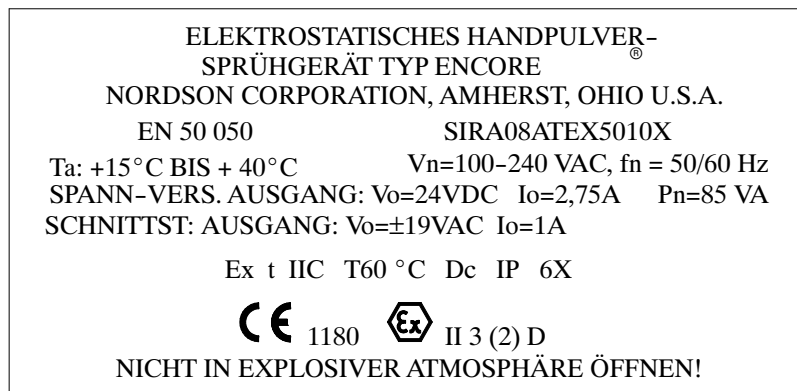 ELEKTROSTATISCHES HANDPULVER-
SPRÜHGERÄT TYP ENCORE ®
NORDSON CORPORATION, AMHERST, OHIO U.S.A.
EN 50 050 SIRA08ATEX5010X
Ta: +15°C BIS + 40°C Vn=100-240 VAC, fn = 50/60 Hz
SPANN-VERS. AUSGANG: Vo=24VDC Io=2,75A Pn=85 VA
SCHNITTST: AUSGANG: Vo=±19VAC Io=1A
Ex t IIC T60 °C Dc IP 6X
CE 1180 Ex II 3 (2) D
NICHT IN EXPLOSIVER ATMOSPHÄRE ÖFFNEN!